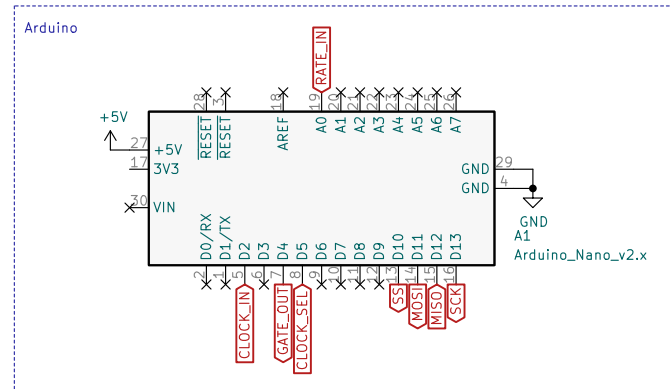 Arduino
RATE_IN
28
3
18
19
20
21
22
23
24
25
26
RESET
RESET
AREF
A0
A1
A2
A3
A4
A5
A6
A7
+5V
27
+5V
17
3V3
GND
29
GND
4
30
VIN
GND
A1
Arduino_Nano_v2.x
D0/RX
D1/TX
D2
D3
D4
D5
D6
D7
D8
D9
D10
D11
D12
D13
2
1
5
6
7
8
9
10
11
12
13
14
15
16
CLOCK_IN
GATE_OUT
CLOCK_SEL
SS
MOSI
MISO
SCK